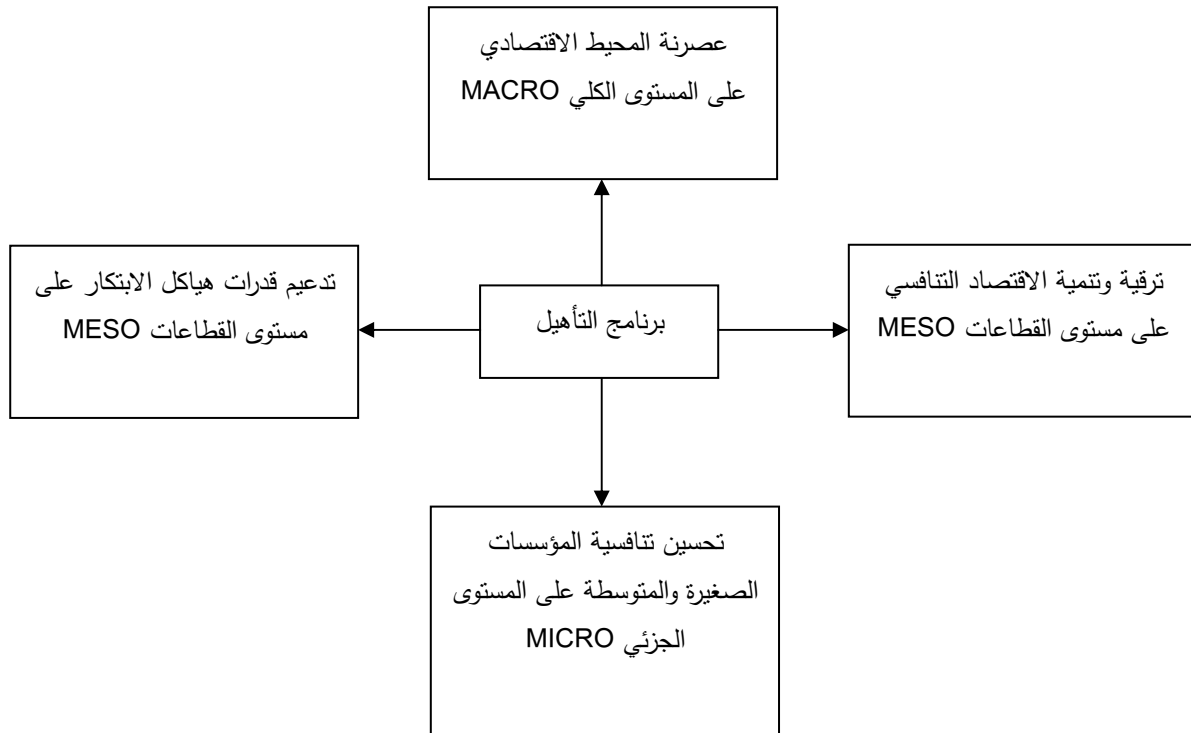 عصرنة المحيط الاقتصادي
على المستوى الكلي MACRO
ترقية وتنمية الاقتصاد التنافسي
على مستوى القطاعات MESO
برنامج التأهيل
تدعيم قدرات هياكل الابتكار على
مستوى القطاعات MESO
تحسين تنافسية المؤسسات
الصغيرة والمتوسطة على المستوى
الجزئي MICRO